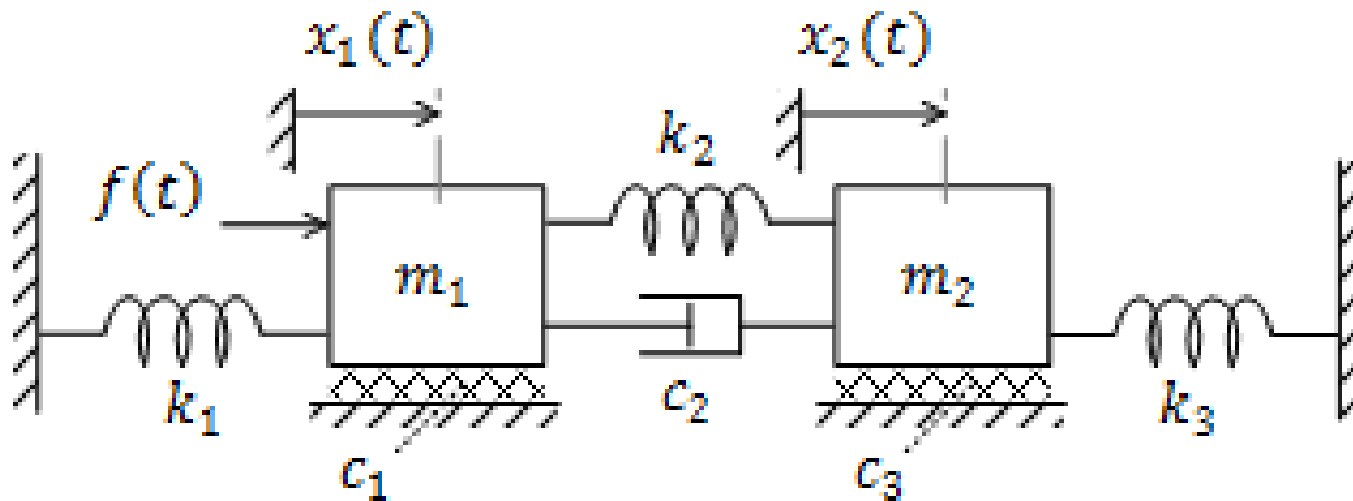 x₁(t)
x₂(t)
k₂
f(t)
m₁
m₂
k₁
c₂
k₃
c₁
c₃